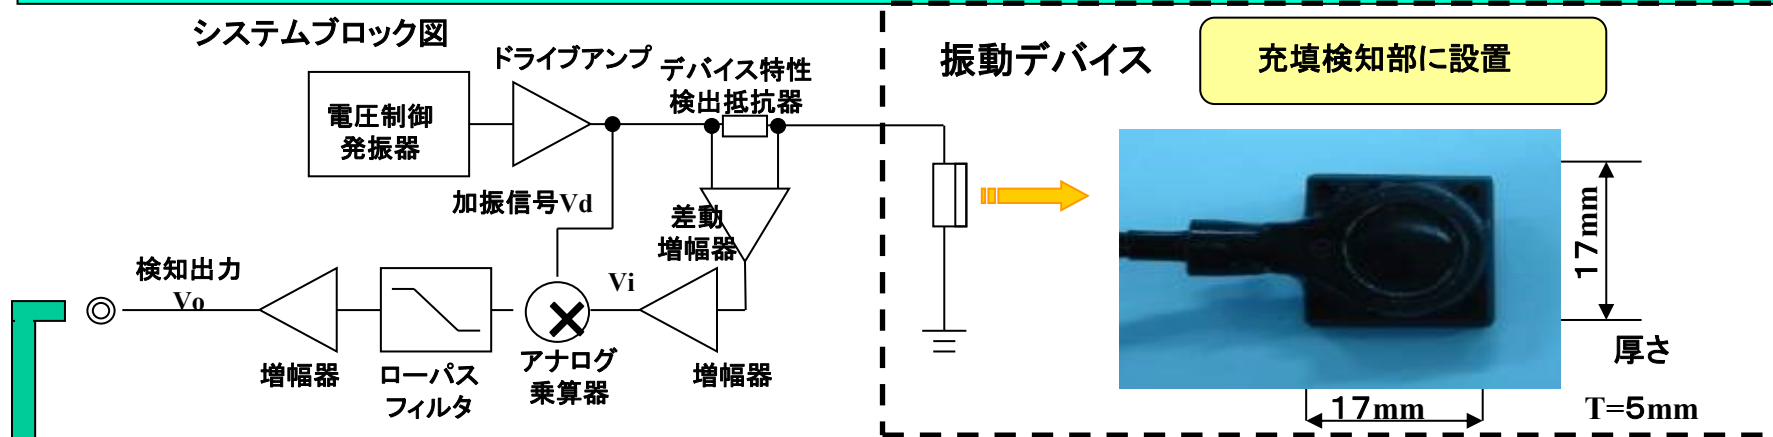 システムブロック図
ドライブアンプ
デバイス特性
検出抵抗器
電圧制御
発振器
加振信号Vd
差動
増幅器
検知出力
Vo
Vi
増幅器
ローパス
フィルタ
アナログ
乗算器
増幅器
振動デバイス
充填検知部に設置
17mm
厚さ
17mm
T=5mm